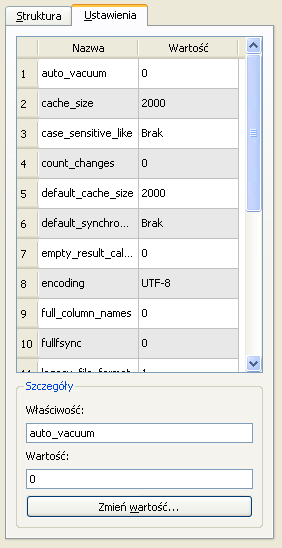 Struktura Ustawienia
Nazwa Wartość
1 auto_vacuum 0
2 cache_size 2000
3 case_sensitive_like Brak
4 count_changes 0
5 default_cache_size 2000
6 default_synchro... Brak
7 empty_result_cal... 0
8 encoding UTF-8
9 full_column_names 0
10 fullfsync 0
11 legacy_file_format 1
Szczegóły
Właściwość:
auto_vacuum
Wartość:
0
Zmień wartość...